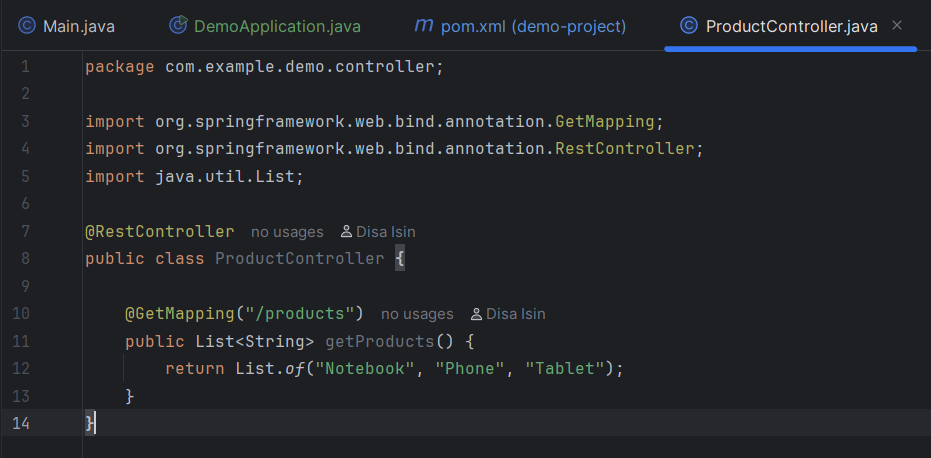 Main.java DemoApplication.java pom.xml (demo-project) ProductController.java
1 package com.example.demo.controller;
2
3 import org.springframework.web.bind.annotation.GetMapping;
4 import org.springframework.web.bind.annotation.RestController;
5 import java.util.List;
6
7 @RestController no usages Disa Isin
8 public class ProductController {
9
10 @GetMapping("/products") no usages Disa Isin
11 public List<String> getProducts() {
12 return List.of("Notebook", "Phone", "Tablet");
13 }
14 }